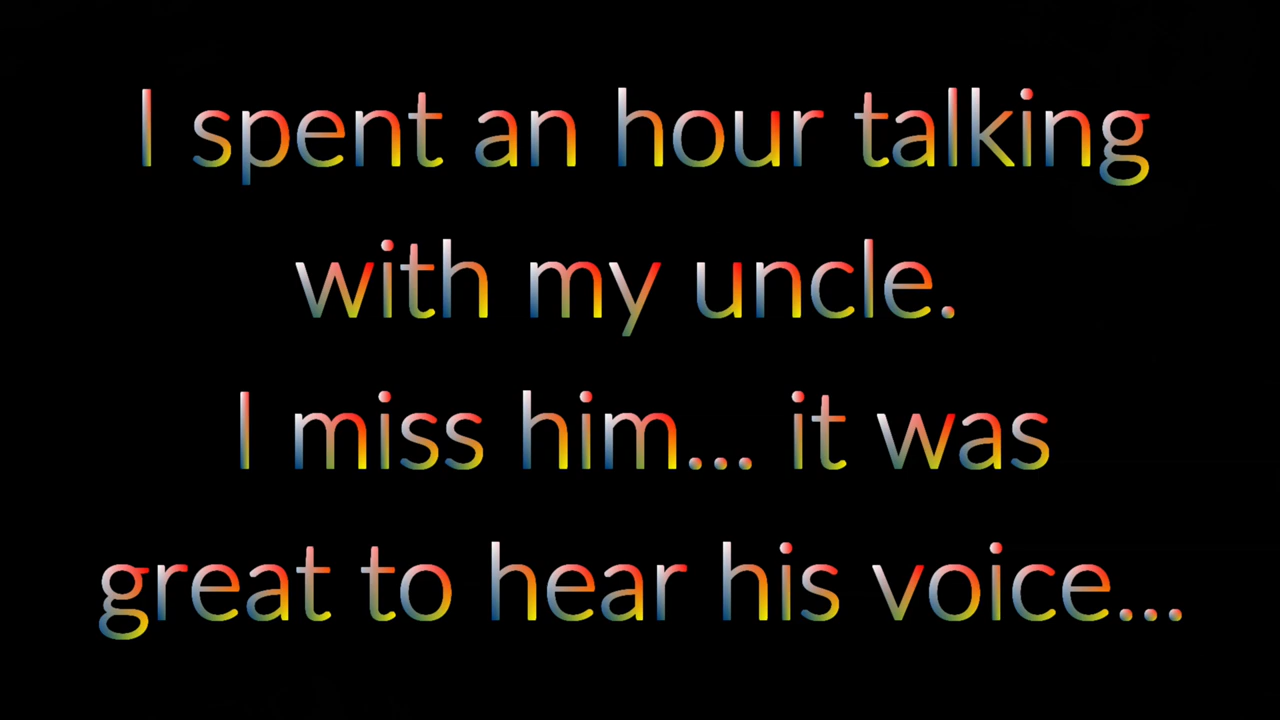 I spent an hour talking
with my uncle.
I miss him... it was
great to hear his voice...